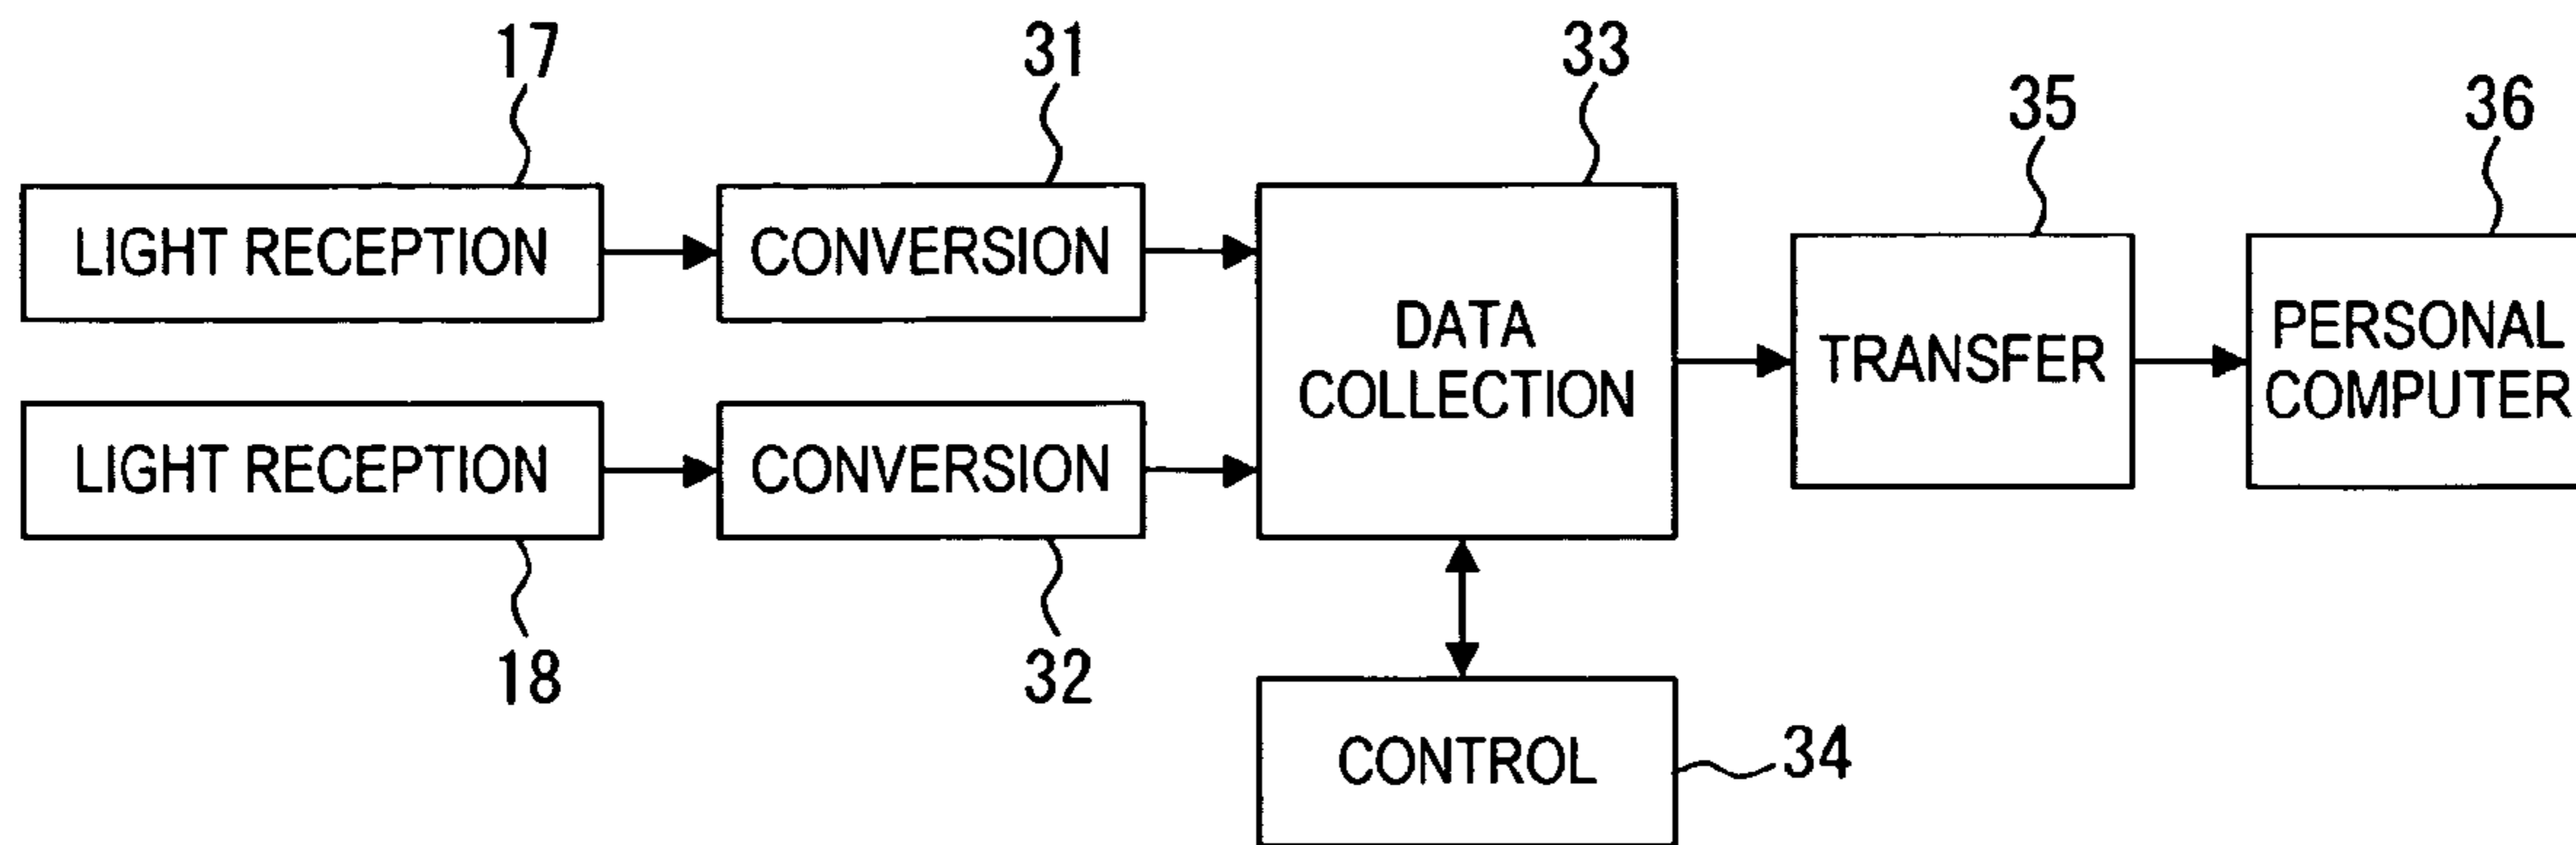 17
31
33
35
36
LIGHT RECEPTION
CONVERSION
DATA
COLLECTION
TRANSFER
PERSONAL
COMPUTER
LIGHT RECEPTION
CONVERSION
18
32
CONTROL
34